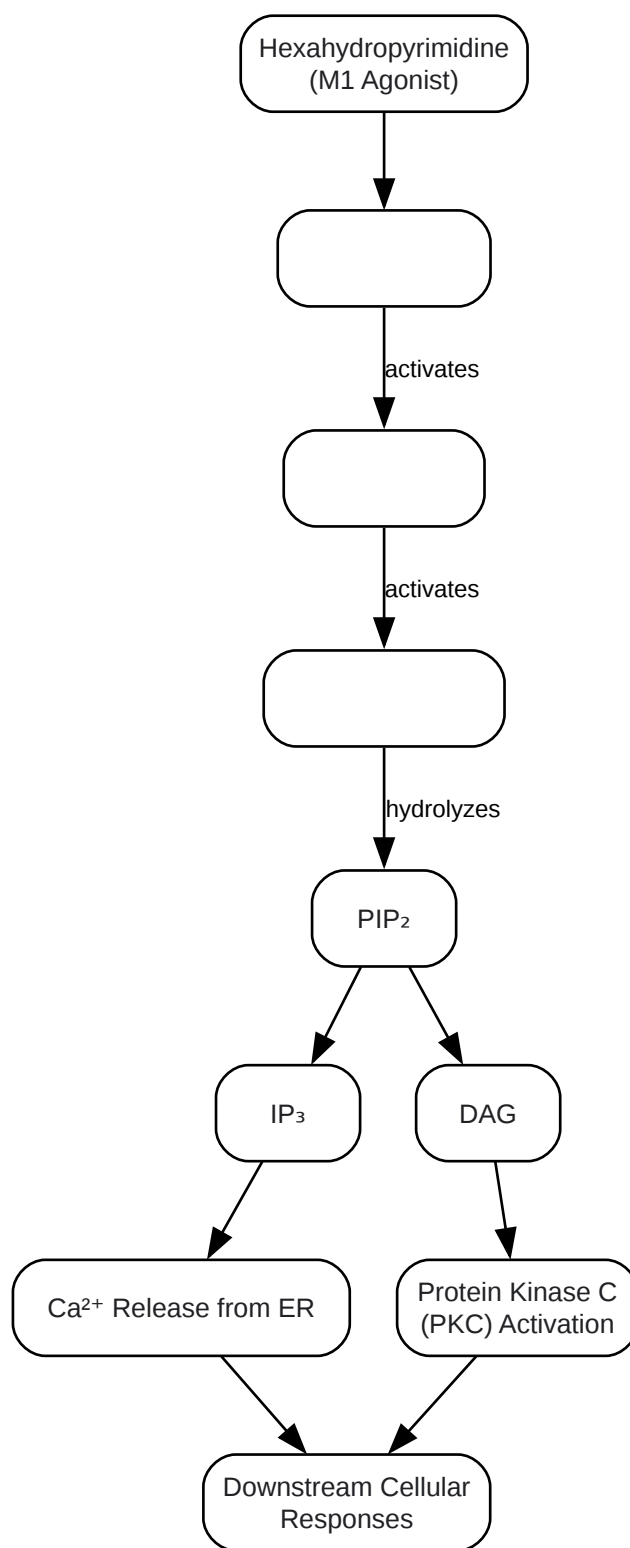 Hexahydropyrimidine
(M1 Agonist)
activates
activates
hydrolyzes
PIP₂
IP₃
DAG
Ca²⁺ Release from ER
Protein Kinase C
(PKC) Activation
Downstream Cellular
Responses